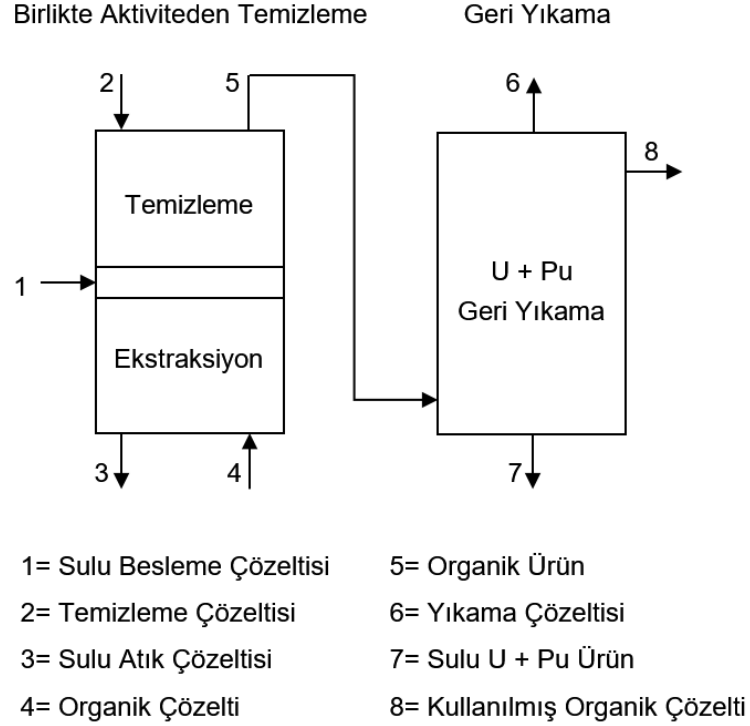 Birlikte Aktiviteden Temizleme Geri Yıkama
2 5 6
8
Temizleme
1
U + Pu
Geri Yıkama
Ekstraksiyon
3 4 7
1= Sulu Besleme Çözeltisi 5= Organik Ürün
2= Temizleme Çözeltisi 6= Yıkama Çözeltisi
3= Sulu Atık Çözeltisi 7= Sulu U + Pu Ürün
4= Organik Çözelti 8= Kullanılmış Organik Çözelti